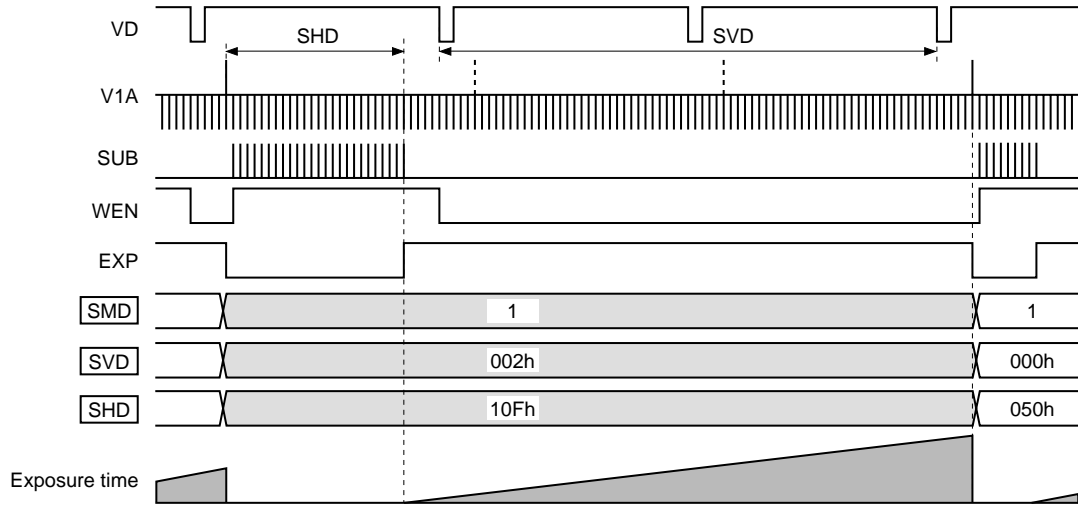 VD
SHD
SVD
V1A
SUB
WEN
EXP
SMD 1 1
SVD 002h 000h
SHD 10Fh 050h
Exposure time